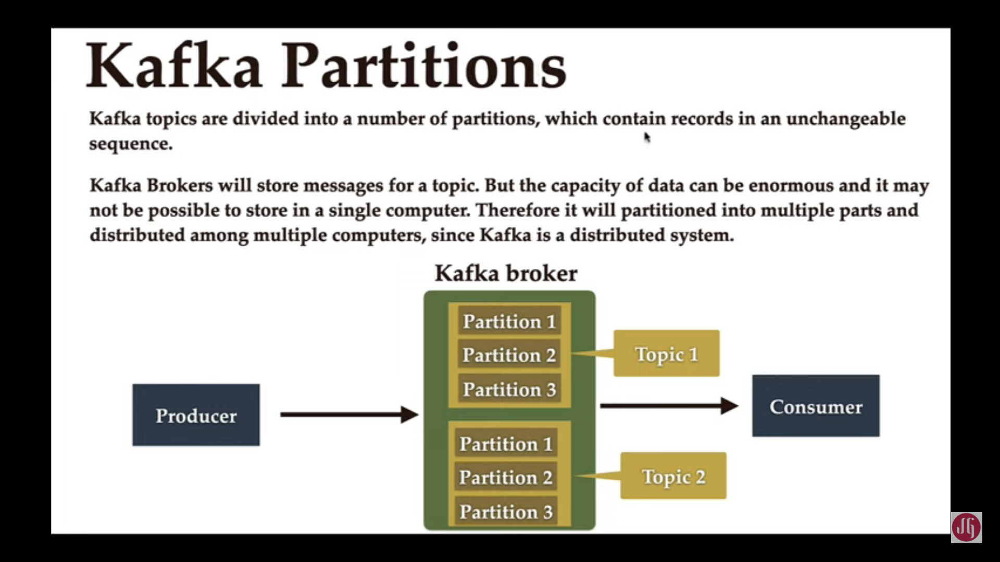 Kafka Partitions
Kafka topics are divided into a number of partitions, which contain records in an unchangeable
sequence.
Kafka Brokers will store messages for a topic. But the capacity of data can be enormous and it may
not be possible to store in a single computer. Therefore it will partitioned into multiple parts and
distributed among multiple computers, since Kafka is a distributed system.
Kafka broker
Partition 1
Partition 2
Partition 3
Topic 1
Producer
Consumer
Partition 1
Partition 2
Partition 3
Topic 2